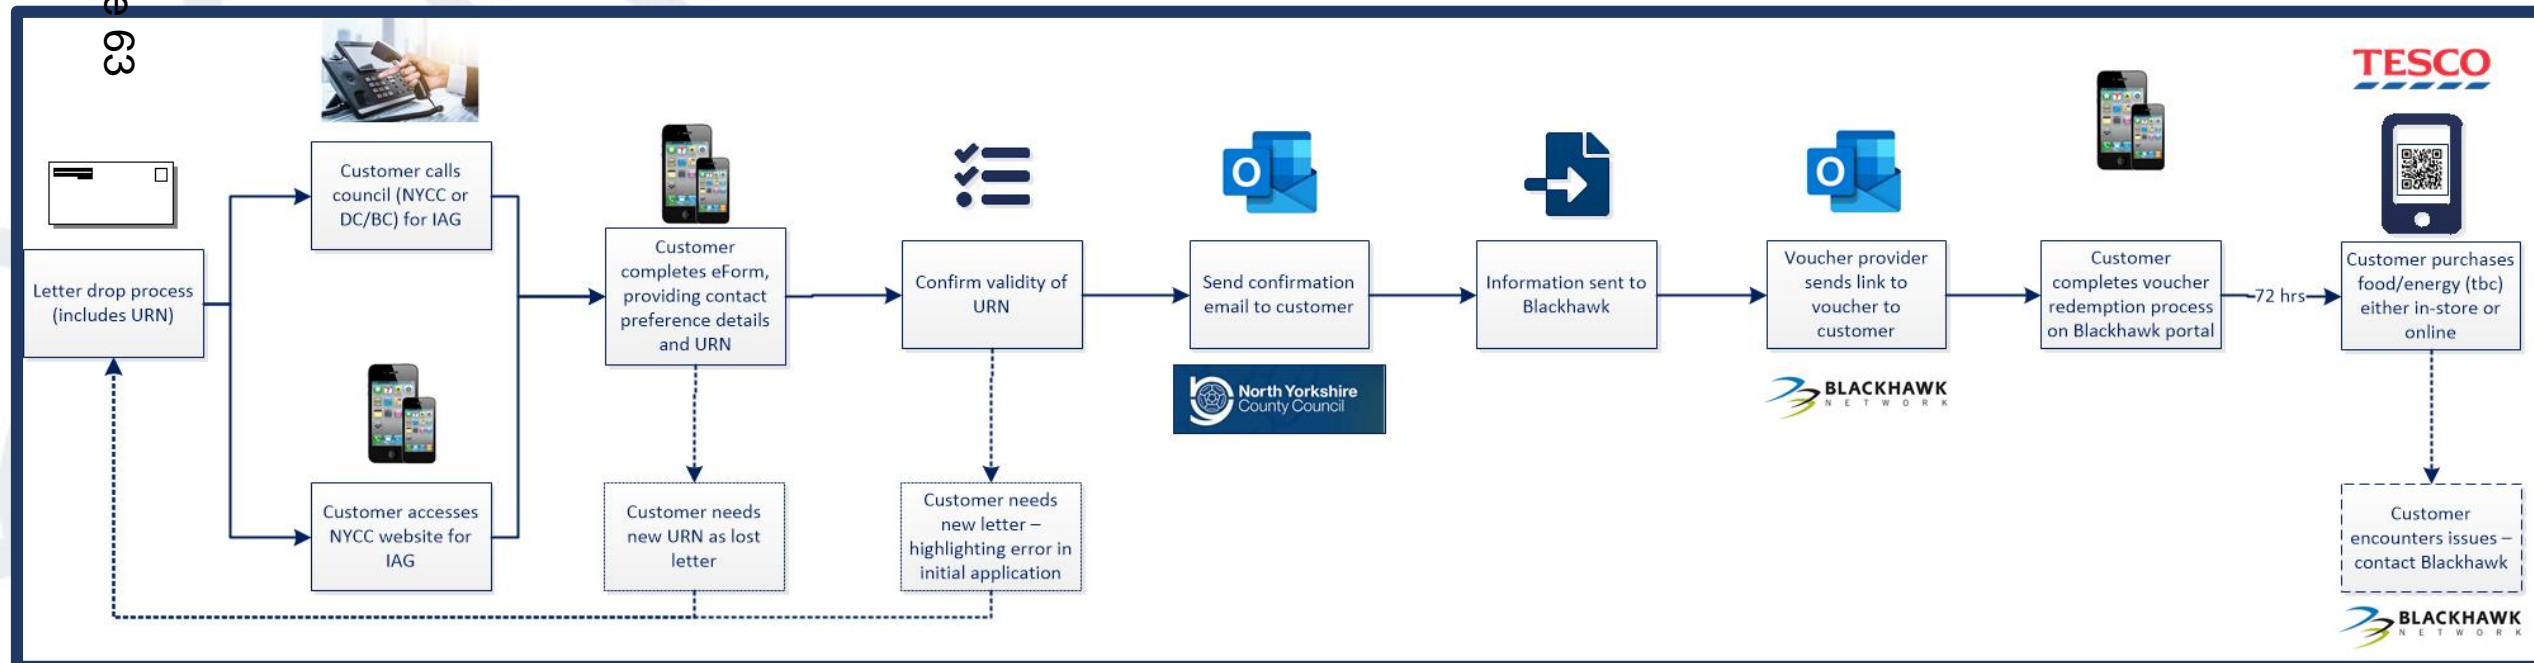 e 63
Letter drop process
(includes URN)
Customer calls
council (NYCC or
DC/BC) for IAG
Customer accesses
NYCC website for
IAG
Customer
completes eForm,
providing contact
preference details
and URN
Customer needs
new URN as lost
letter
Confirm validity of
URN
Customer needs
new letter –
highlighting error in
initial application
Send confirmation
email to customer
North Yorkshire
County Council
Information sent to
Blackhawk
Voucher provider
sends link to
voucher to
customer
BLACKHAWK
NETWORK
Customer
completes voucher
redemption process
on Blackhawk portal
72 hrs
TESCO
Customer purchases
food/energy (tbc)
either in-store or
online
Customer
encounters issues –
contact Blackhawk
BLACKHAWK
NETWORK
O
O